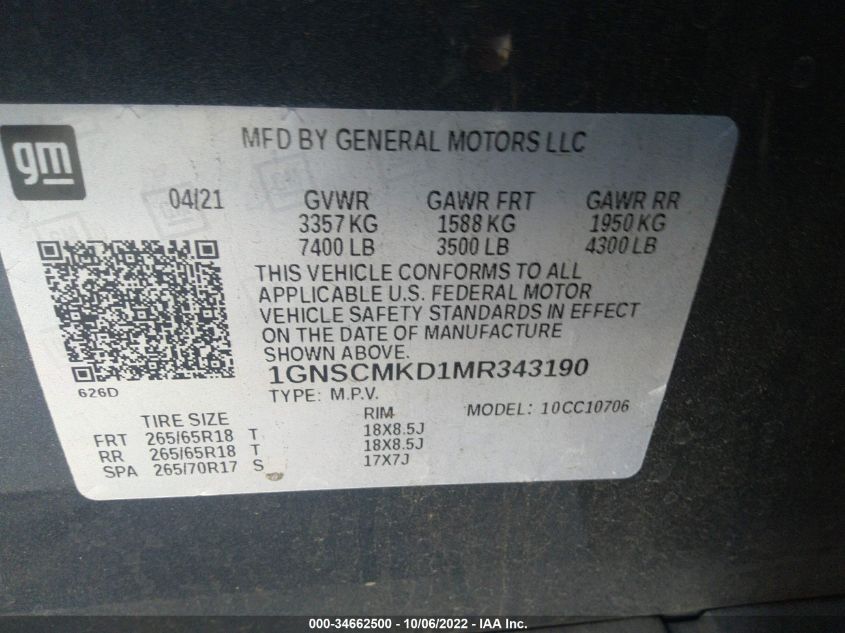 gm
MFD BY GENERAL MOTORS LLC
04/21 GVWR GAWR FRT GAWR RR
3357 KG 1588 KG 1950 KG
7400 LB 3500 LB 4300 LB
THIS VEHICLE CONFORMS TO ALL
APPLICABLE U.S. FEDERAL MOTOR
VEHICLE SAFETY STANDARDS IN EFFECT
ON THE DATE OF MANUFACTURE
SHOWN ABOVE.
1GNSCMKD1MR343190
626D
TYPE: M.P.V. MODEL: 10CC10706
TIRE SIZE RIM
FRT 265/65R18 T 18X8.5J
RR 265/65R18 T 18X8.5J
SPA 265/70R17 S 17X7J
000-34662500 - 10/06/2022 - IAA Inc.